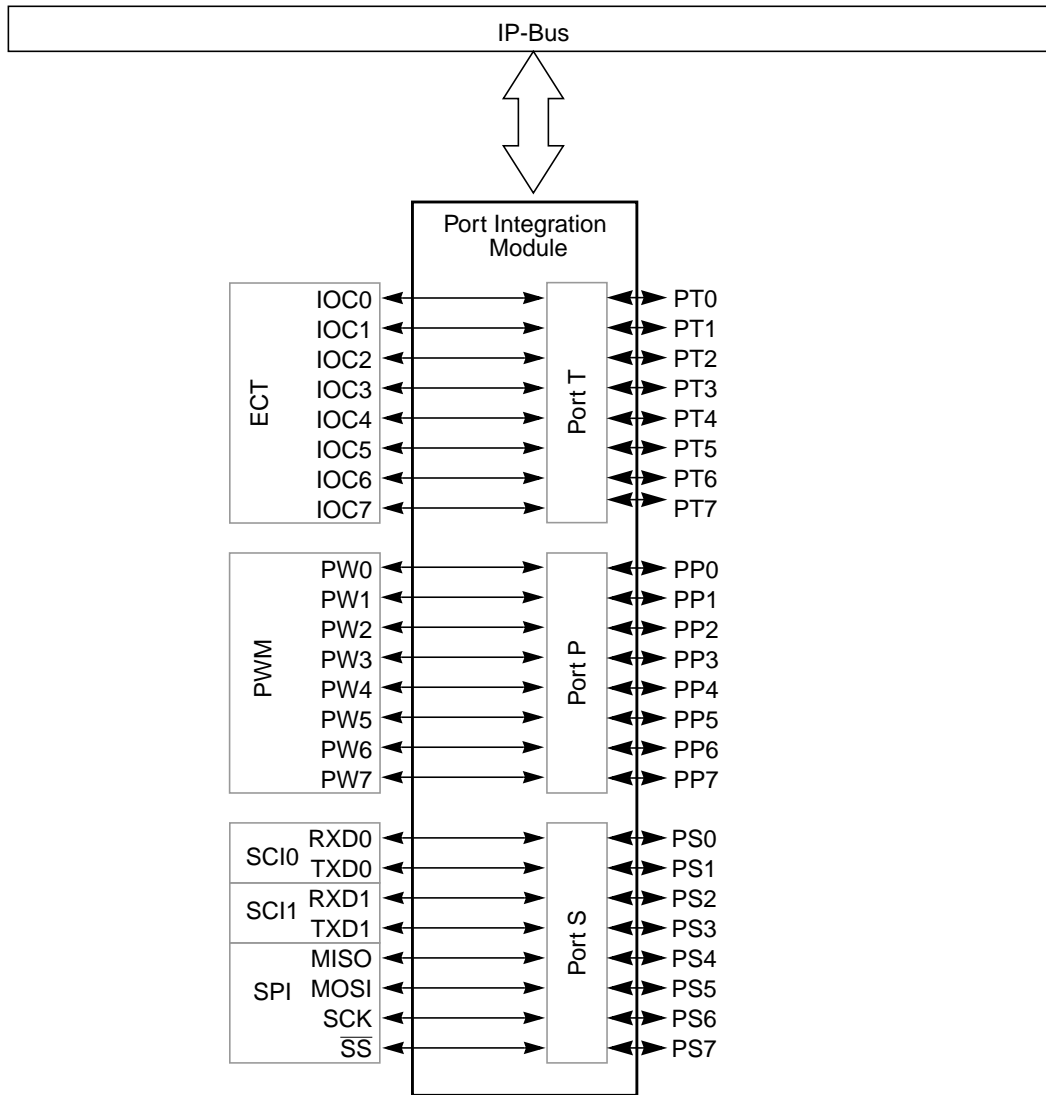 IP-Bus
Port Integration
Module
ECT
IOC0
IOC1
IOC2
IOC3
IOC4
IOC5
IOC6
IOC7
Port T
PT0
PT1
PT2
PT3
PT4
PT5
PT6
PT7
PWM
PW0
PW1
PW2
PW3
PW4
PW5
PW6
PW7
Port P
PP0
PP1
PP2
PP3
PP4
PP5
PP6
PP7
SCI0
RXD0
TXD0
SCI1
RXD1
TXD1
SPI
MISO
MOSI
SCK
S̅S̅
Port S
PS0
PS1
PS2
PS3
PS4
PS5
PS6
PS7